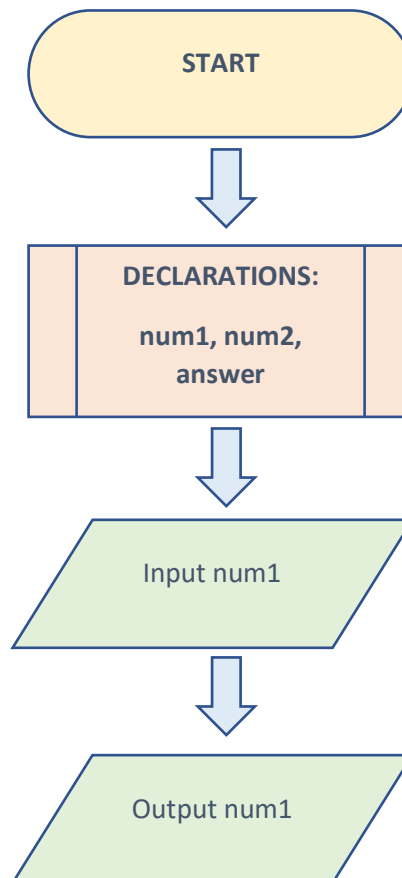 START
DECLARATIONS:
num1, num2,
answer
Input num1
Output num1